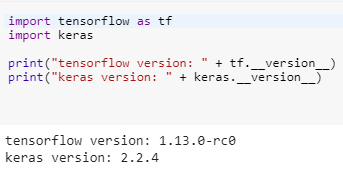 import tensorflow as tf
import keras
print("tensorflow version: " + tf.__version__)
print("keras version: " + keras.__version__)
tensorflow version: 1.13.0-rc0
keras version: 2.2.4